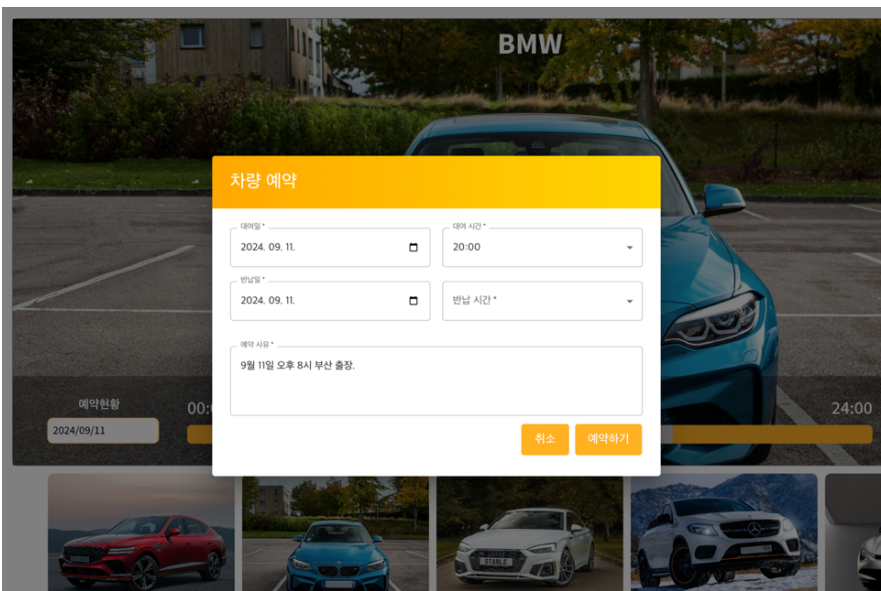 BMW
차량 예약
대여일 *
2024. 09. 11.
대여 시간 *
20:00
반납일 *
2024. 09. 11.
반납 시간 *
예약 사유 *
9월 11일 오후 8시 부산 출장.
예약현황
00:
24:00
2024/09/11
취소
예약하기
STABLE